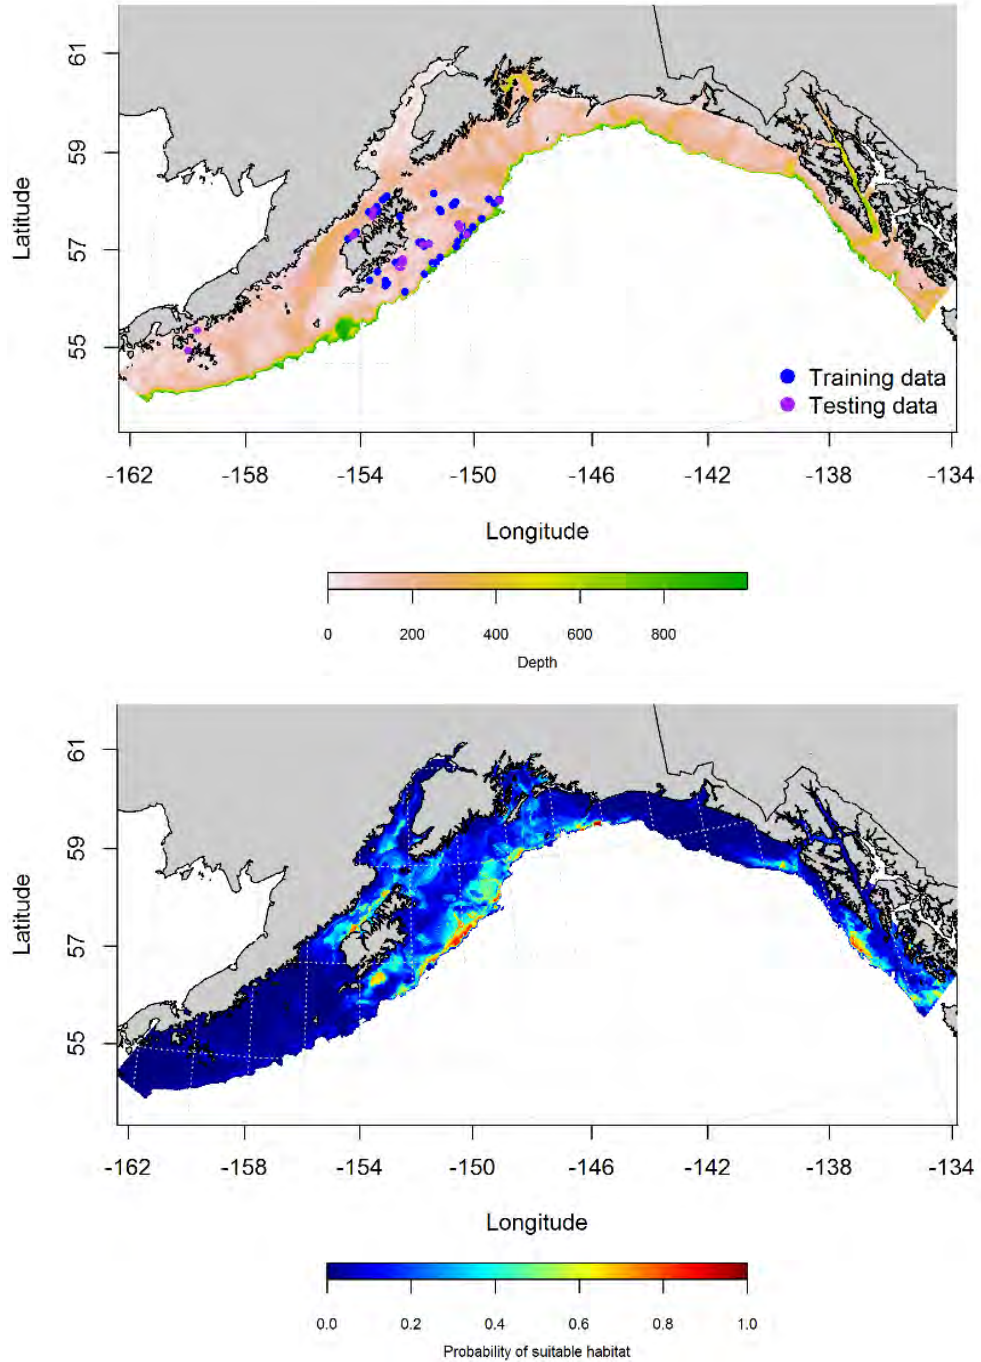 61
59
57
55
Latitude
Training data
Testing data
-162 -158 -154 -150 -146 -142 -138 -134
Longitude
0 200 400 600 800
Depth
61
59
57
55
Latitude
-162 -158 -154 -150 -146 -142 -138 -134
Longitude
0.0 0.2 0.4 0.6 0.8 1.0
Probability of suitable habitat